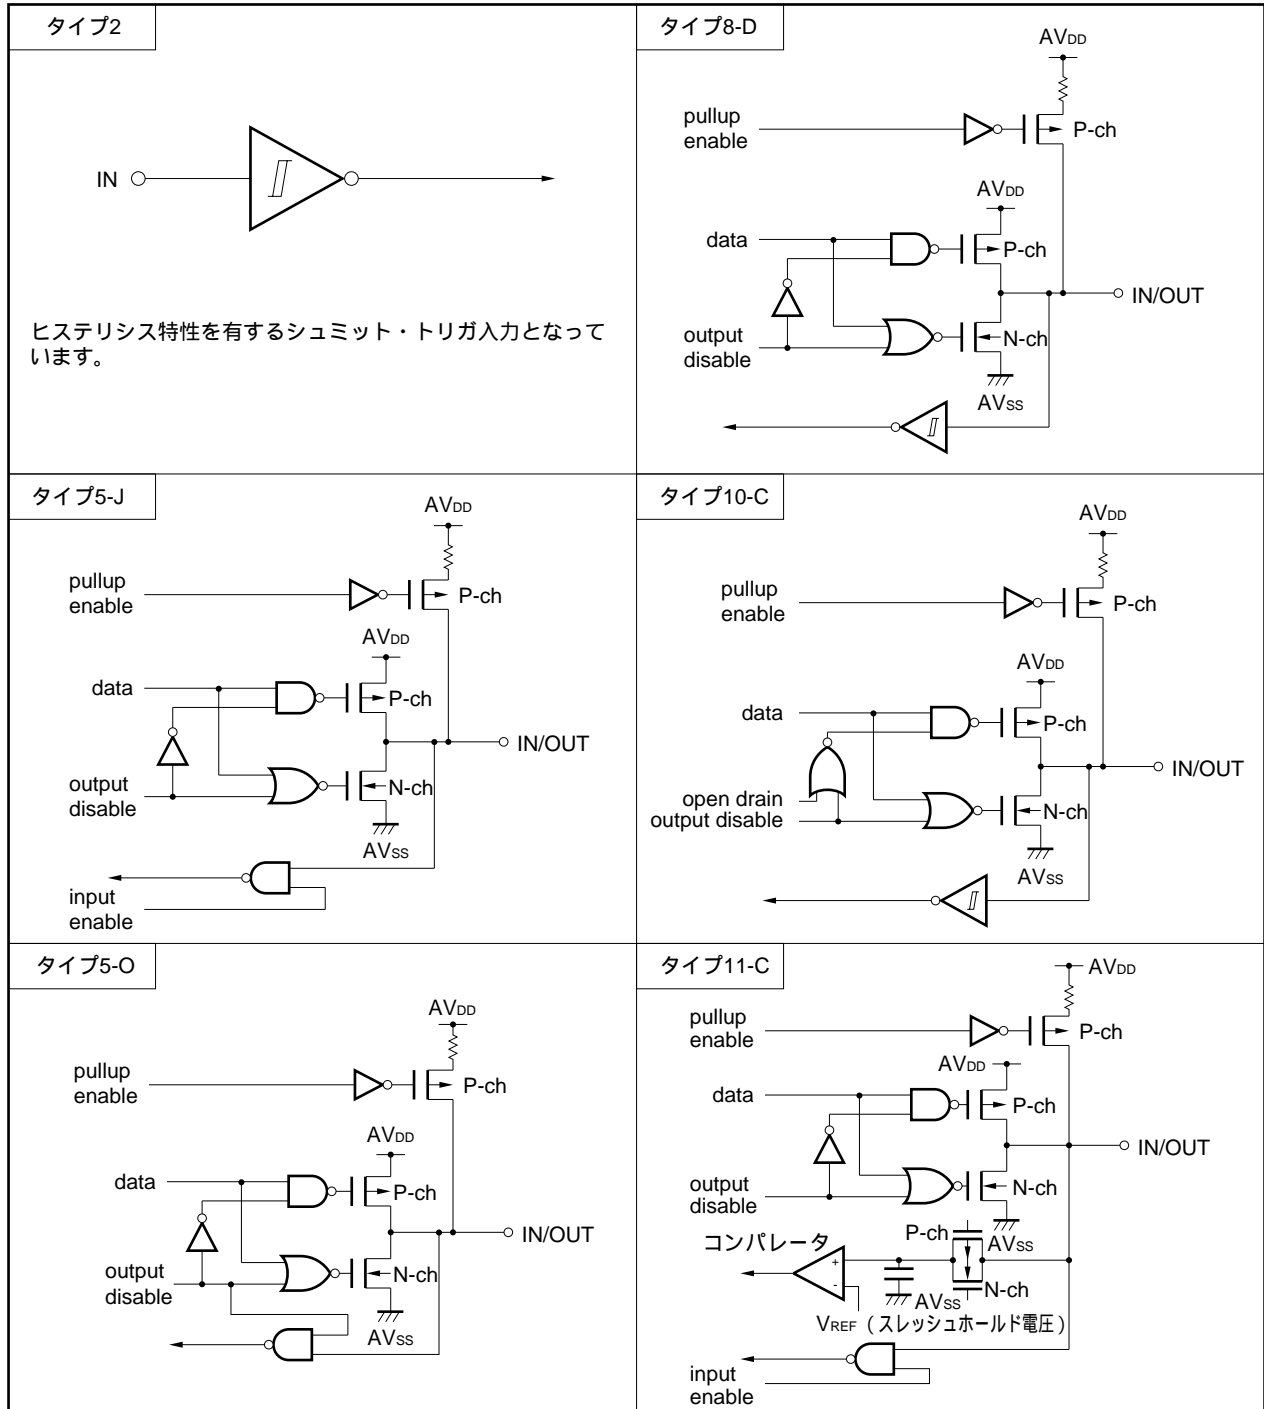 タイプ2
IN
ヒステリシス特性を有するシュミット・トリガ入力となって
います。
タイプ8-D
AVDD
pullup
enable
P-ch
AVDD
data
P-ch
IN/OUT
output
disable
N-ch
AVSS
タイプ5-J
AVDD
pullup
enable
P-ch
AVDD
data
P-ch
IN/OUT
output
disable
N-ch
AVSS
input
enable
タイプ10-C
AVDD
pullup
enable
P-ch
AVDD
data
P-ch
IN/OUT
open drain
output disable
N-ch
AVSS
タイプ5-O
AVDD
pullup
enable
P-ch
AVDD
data
P-ch
IN/OUT
output
disable
N-ch
AVSS
タイプ11-C
AVDD
pullup
enable
P-ch
AVDD
data
P-ch
IN/OUT
output
disable
N-ch
P-ch
AVSS
コンパレータ
+
-
N-ch
AVSS
VREF（スレッシュホールド電圧）
input
enable